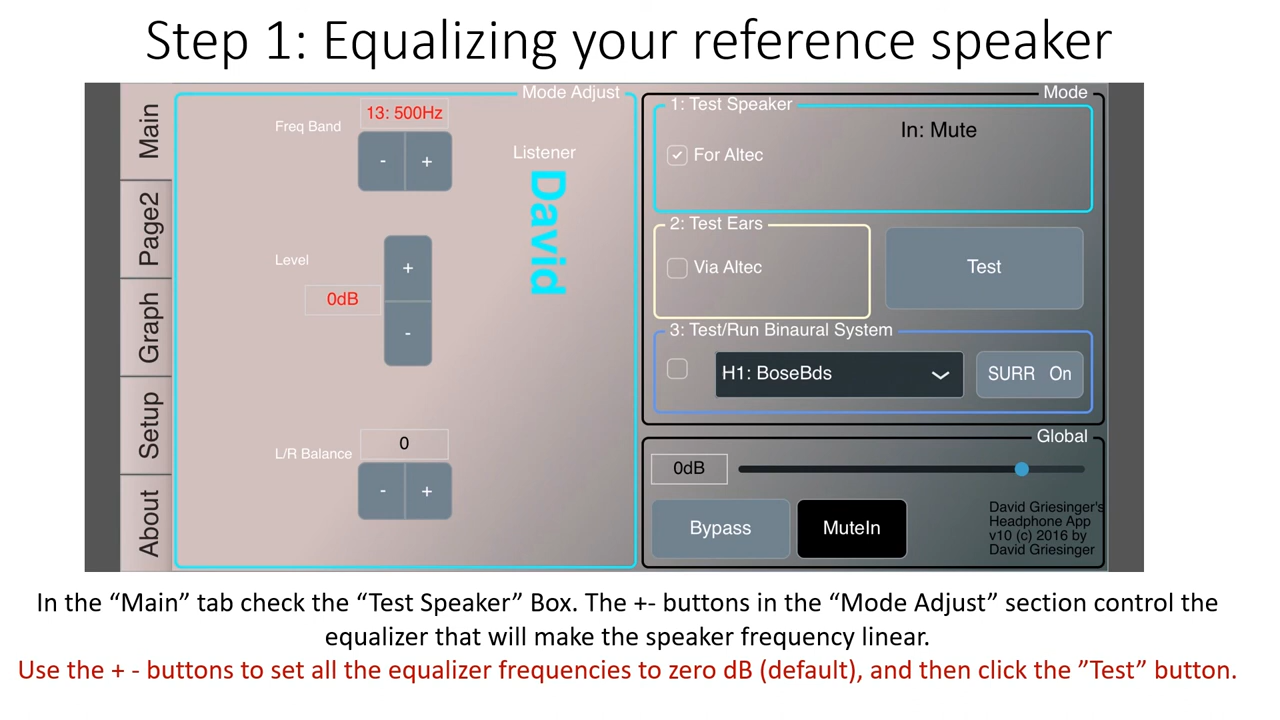 Step 1: Equalizing your reference speaker
Main
Page2
Graph
Setup
About
Mode Adjust
Freq Band
13: 500Hz
- +
Listener
David
Level
0dB
+
-
L/R Balance
0
- +
Mode
1: Test Speaker
In: Mute
For Altec
2: Test Ears
Via Altec
Test
3: Test/Run Binaural System
H1: BoseBds
SURR On
Global
0dB
Bypass
MuteIn
David Griesinger's
Headphone App
v10 (c) 2016 by
David Griesinger
In the “Main” tab check the “Test Speaker” Box. The +- buttons in the “Mode Adjust” section control the
equalizer that will make the speaker frequency linear.
Use the + - buttons to set all the equalizer frequencies to zero dB (default), and then click the ”Test” button.